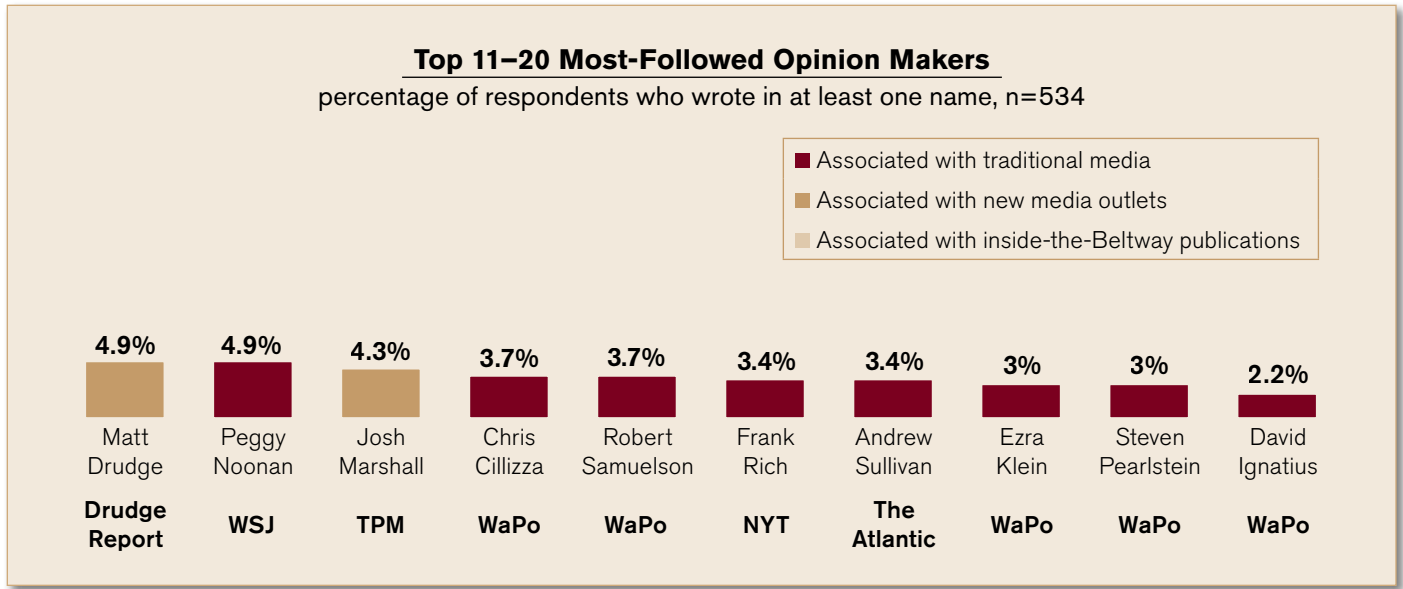 Top 11–20 Most-Followed Opinion Makers
percentage of respondents who wrote in at least one name, n=534
Associated with traditional media
Associated with new media outlets
Associated with inside-the-Beltway publications
4.9% 4.9% 4.3% 3.7% 3.7% 3.4% 3.4% 3% 3% 2.2%
Matt Peggy Josh Chris Robert Frank Andrew Ezra Steven David
Drudge Noonan Marshall Cillizza Samuelson Rich Sullivan Klein Pearlstein Ignatius
Drudge WSJ TPM WaPo WaPo NYT The WaPo WaPo WaPo
Report Atlantic